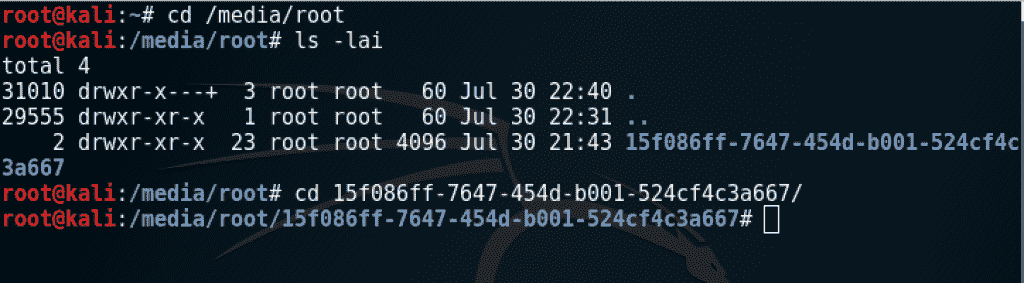 root@kali:~# cd /media/root
root@kali:/media/root# ls -lai
total 4
31010 drwxr-x---+  3 root root   60 Jul 30 22:40 .
29555 drwxr-xr-x   1 root root   60 Jul 30 22:31 ..
    2 drwxr-xr-x  23 root root 4096 Jul 30 21:43 15f086ff-7647-454d-b001-524cf4c
3a667
root@kali:/media/root# cd 15f086ff-7647-454d-b001-524cf4c3a667/
root@kali:/media/root/15f086ff-7647-454d-b001-524cf4c3a667#